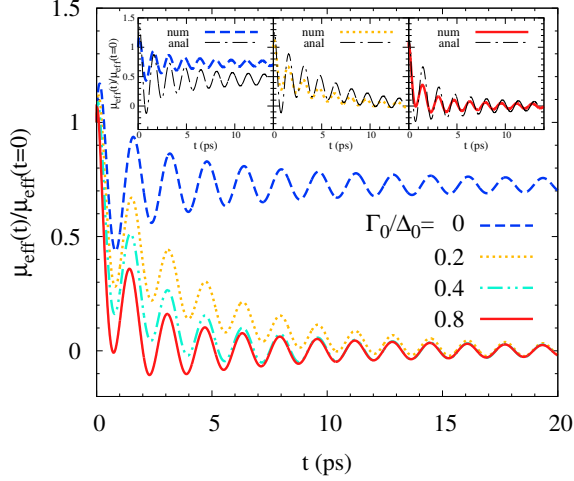 μeff(t)/μeff(t=0)
1
0.5
0
0 5 10 15 20
t (ps)
Γ0/Δ0= 0
0.2
0.4
0.8
μeff(t)/μeff(t=0)
1
0.5
0
num
anal
num
anal
num
anal
0 5 10
0 5 10
0 5 10
t (ps)
t (ps)
t (ps)